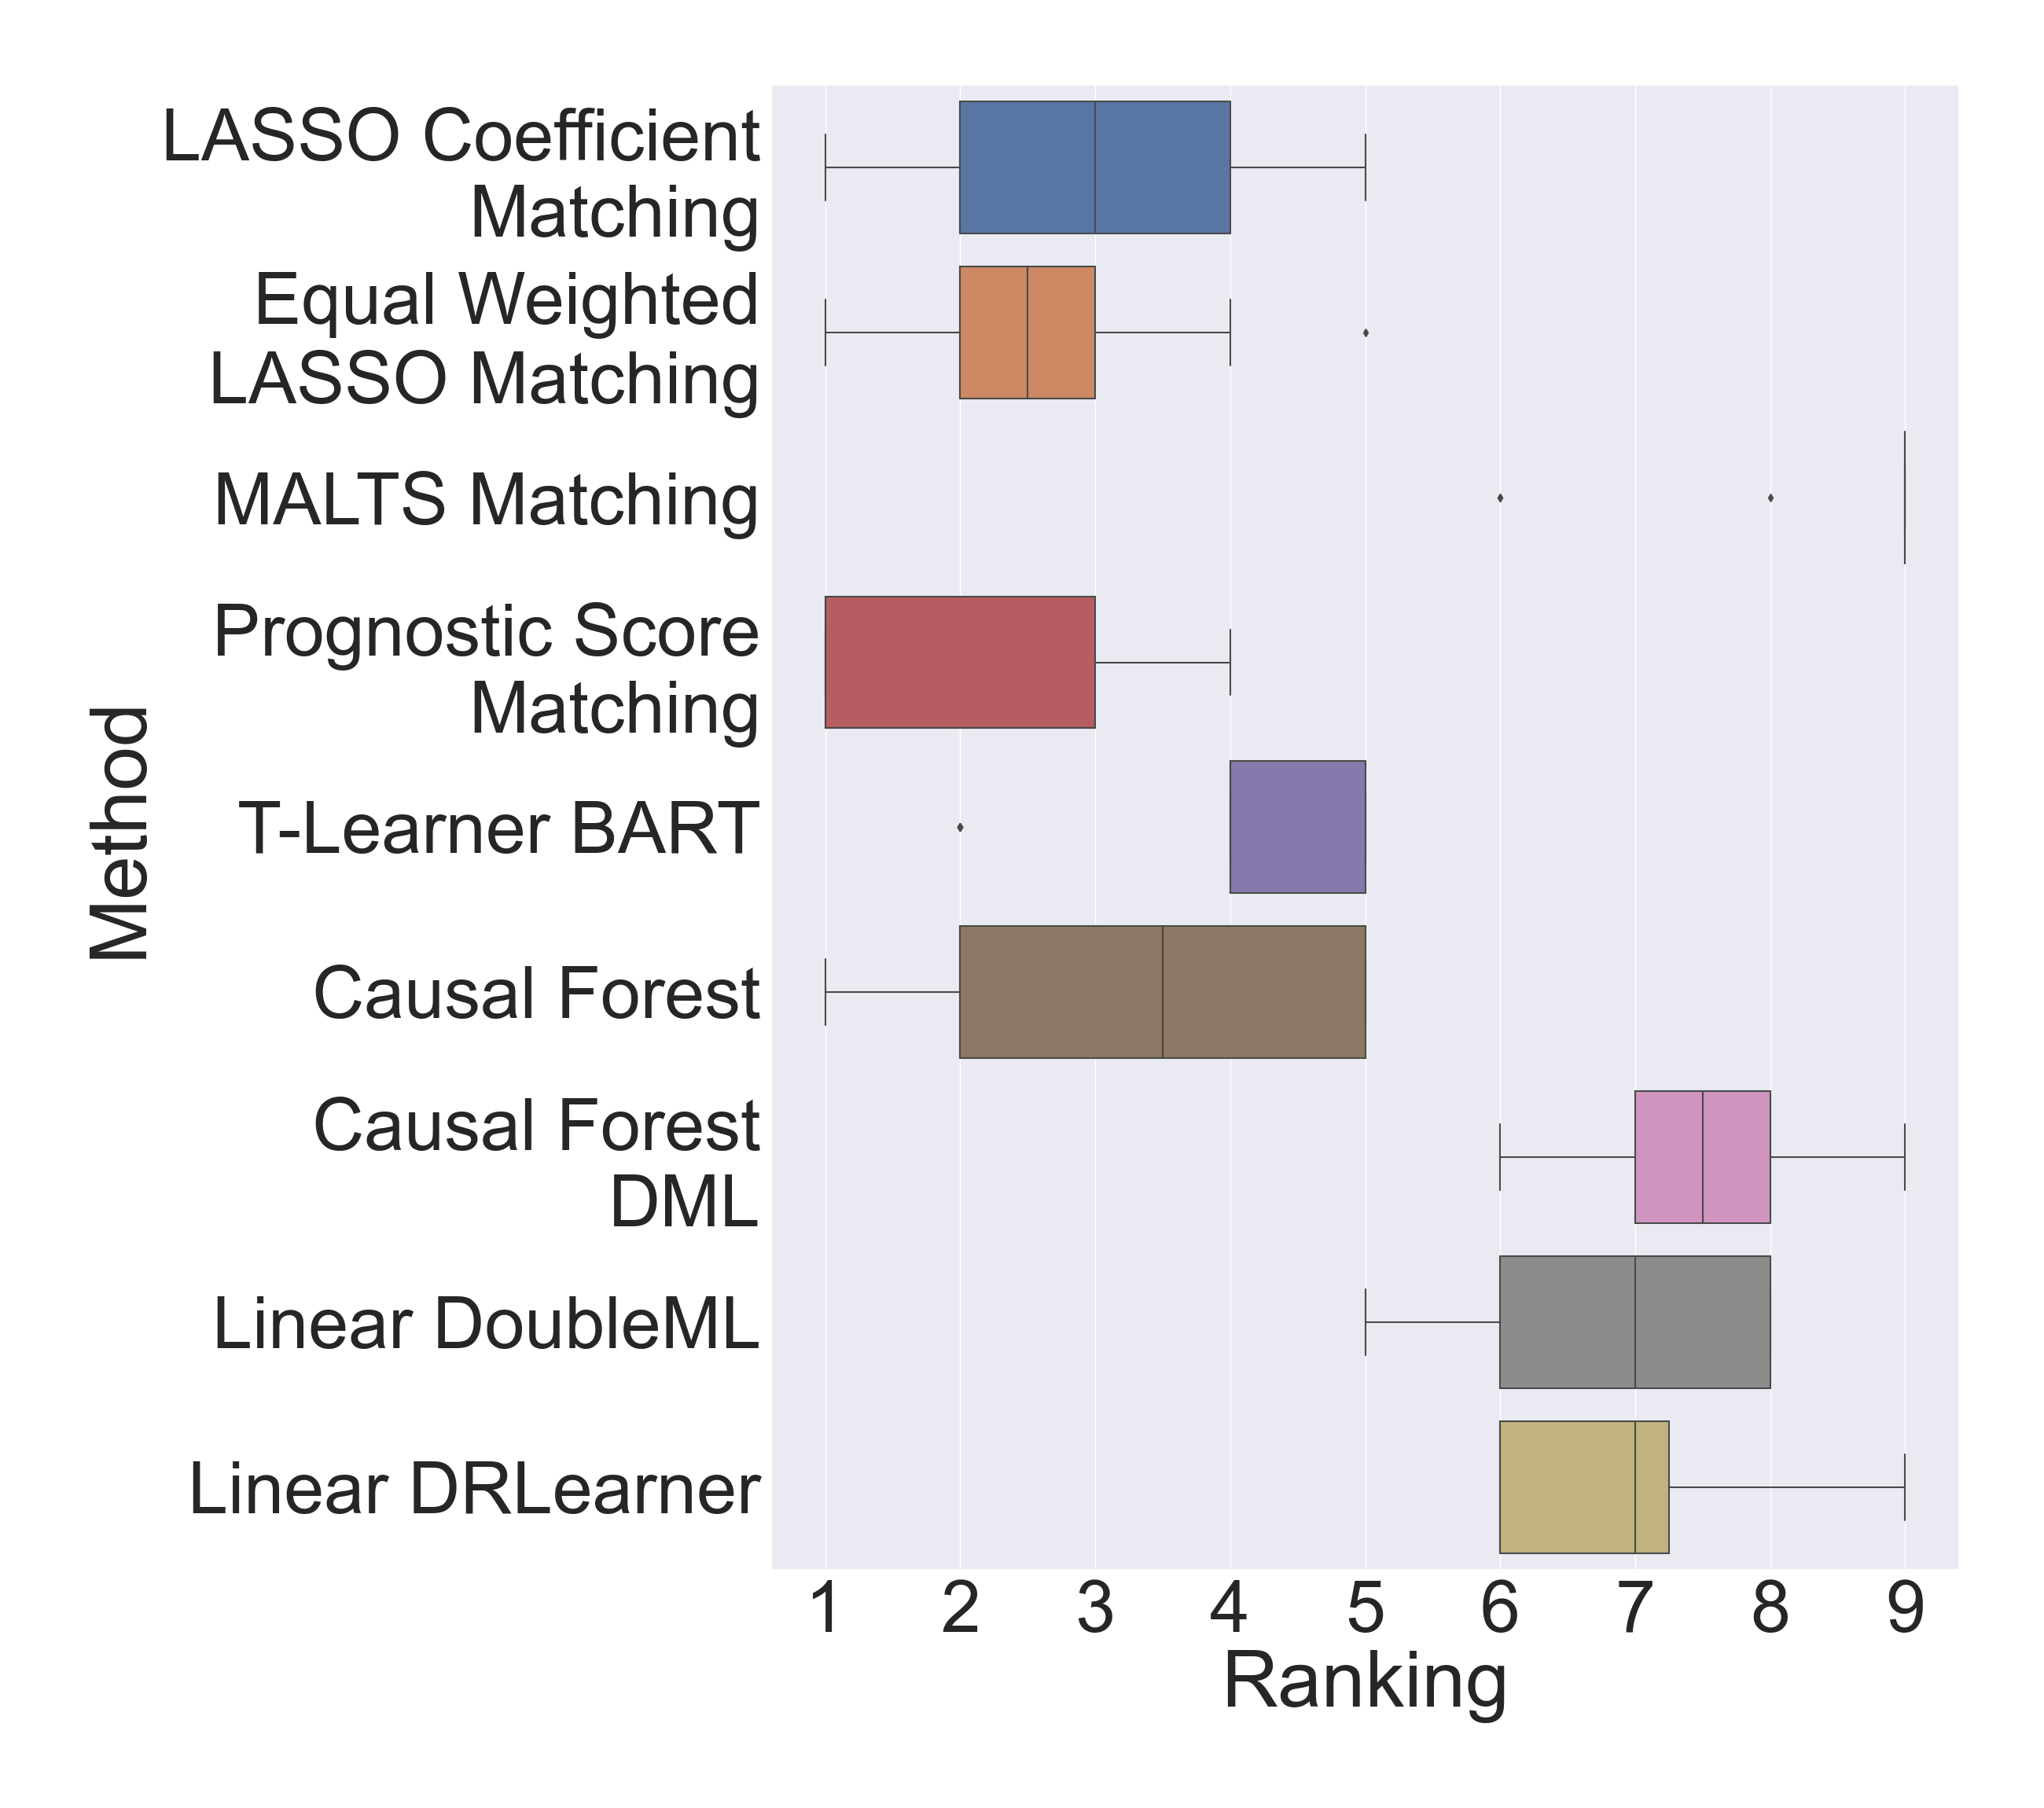 LASSO Coefficient
Matching
Equal Weighted
LASSO Matching
MALTS Matching
Prognostic Score
Matching
T-Learner BART
Causal Forest
Causal Forest
DML
Linear DoubleML
Linear DRLearner
Method
1 2 3 4 5 6 7 8 9
Ranking